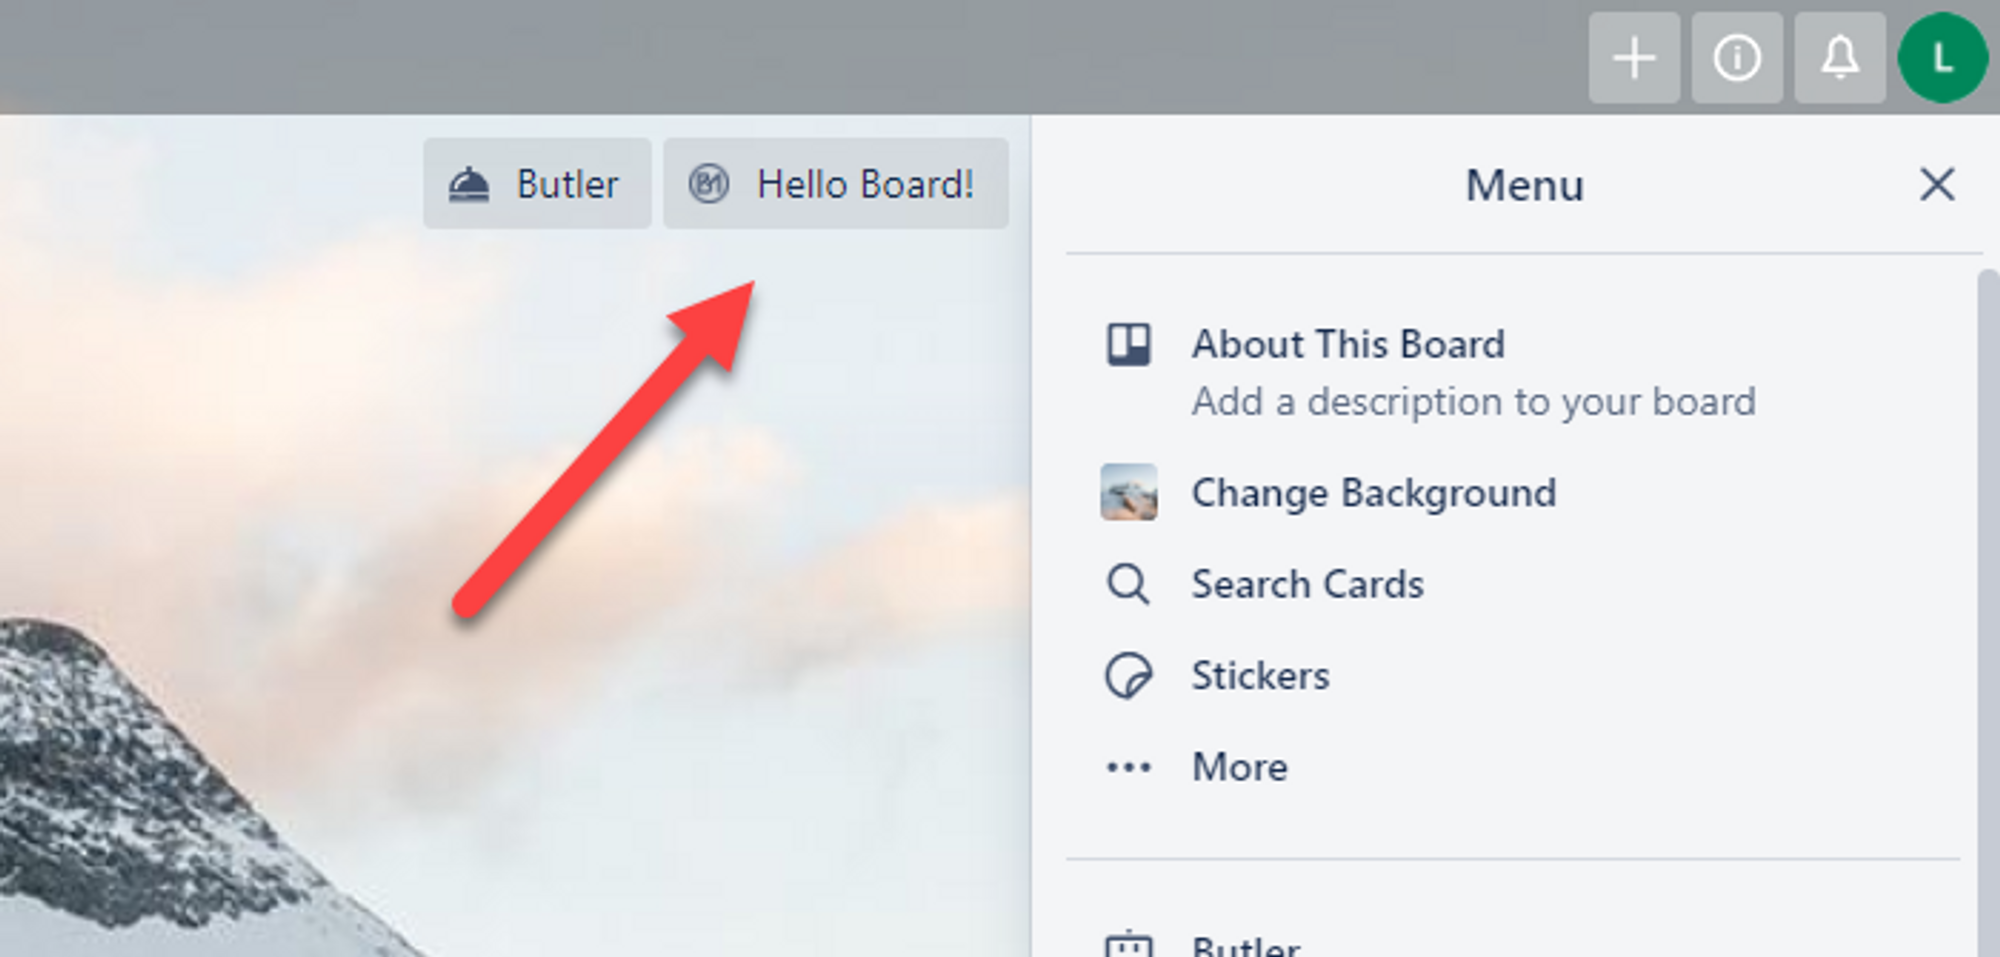 L
Butler
Hello Board!
Menu
About This Board
Add a description to your board
Change Background
Search Cards
Stickers
More
Butler